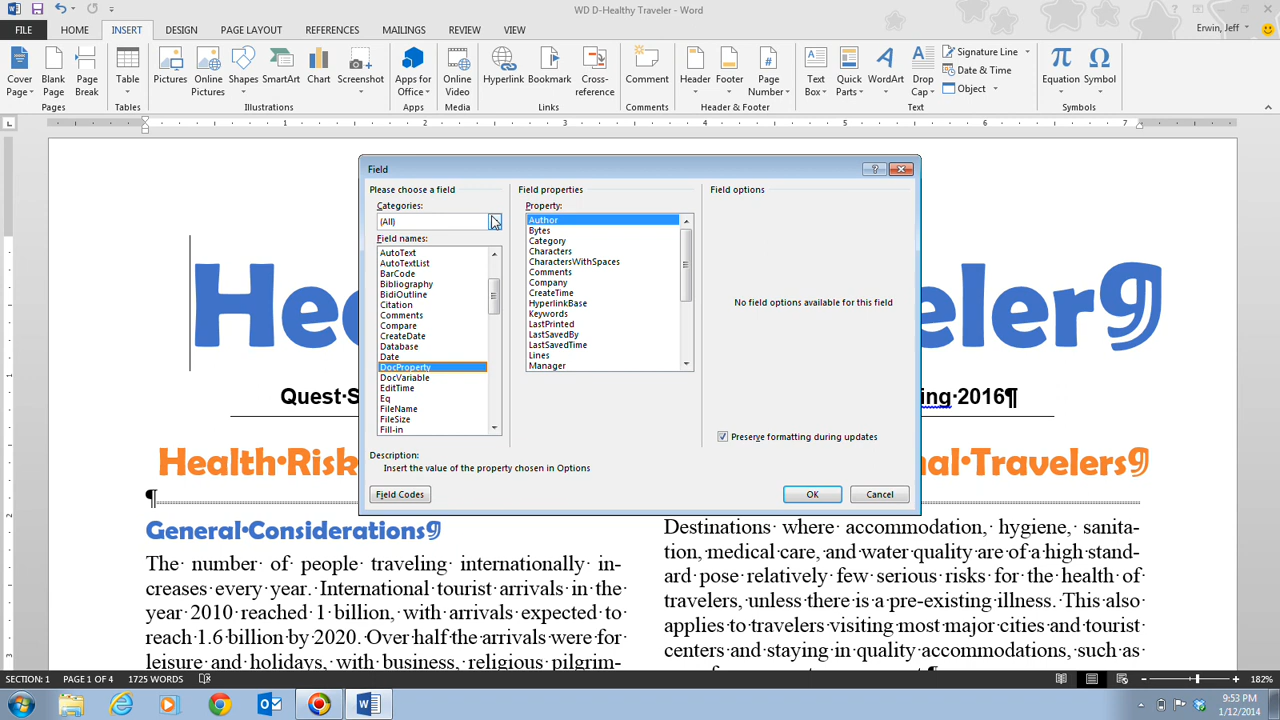 WD D-Healthy Traveler - Word
FILE HOME INSERT DESIGN PAGE LAYOUT REFERENCES MAILINGS REVIEW VIEW
Erwin, Jeff
Cover Page
Blank Page
Page Break
Table
Pictures
Online Pictures
Shapes
SmartArt
Chart
Screenshot
Apps for Office
Online Video
Hyperlink
Bookmark
Cross-reference
Comment
Header
Footer
Page Number
Text Box
Quick Parts
WordArt
Drop Cap
Signature Line
Date & Time
Object
Equation
Symbol
Pages Tables Illustrations Apps Media Links Comments Header & Footer Text Symbols
1 2 3 4 5 6 7
Field
Please choose a field
Categories:
(All)
Field names:
AutoText
AutoTextList
BarCode
Bibliography
BidiOutline
Citation
Comments
Compare
CreateDate
Database
Date
DocProperty
DocVariable
EditTime
Eq
FileName
FileSize
Fill-in
Field properties
Property:
Author
Bytes
Category
Characters
CharactersWithSpaces
Comments
Company
CreateTime
HyperlinkBase
Keywords
LastPrinted
LastSavedBy
LastSavedTime
Lines
Manager
Field options
No field options available for this field
Preserve formatting during updates
Description:
Insert the value of the property chosen in Options
Field Codes
OK
Cancel
Quest·S
ing·2016¶
Health·Risk
nal·Travelers¶
¶
General·Considerations¶
The number of people traveling internationally in-
creases every year. International tourist arrivals in the
year 2010 reached 1 billion, with arrivals expected to
reach 1.6 billion by 2020. Over half the arrivals were for
leisure and holidays, with business, religious pilgrim-
Destinations where accommodation, hygiene, sanita-
tion, medical care, and water quality are of a high stand-
ard pose relatively few serious risks for the health of
travelers, unless there is a pre-existing illness. This also
applies to travelers visiting most major cities and tourist
centers and staying in quality accommodations, such as
SECTION: 1 PAGE 1 OF 4 1725 WORDS
182%
9:53 PM
1/12/2014